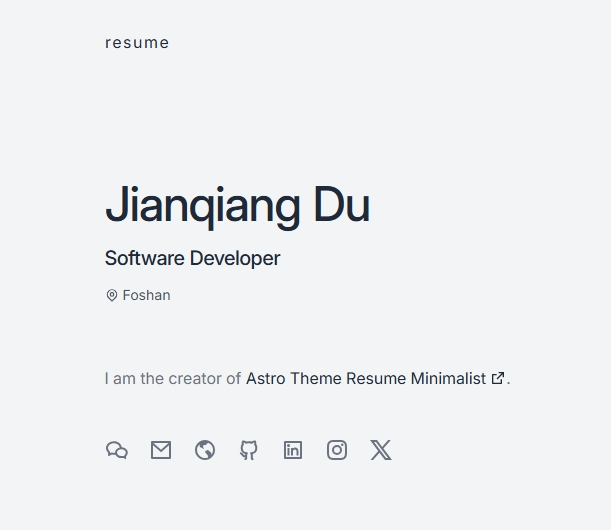 resume
Jianqiang Du
Software Developer
Foshan
I am the creator of Astro Theme Resume Minimalist .